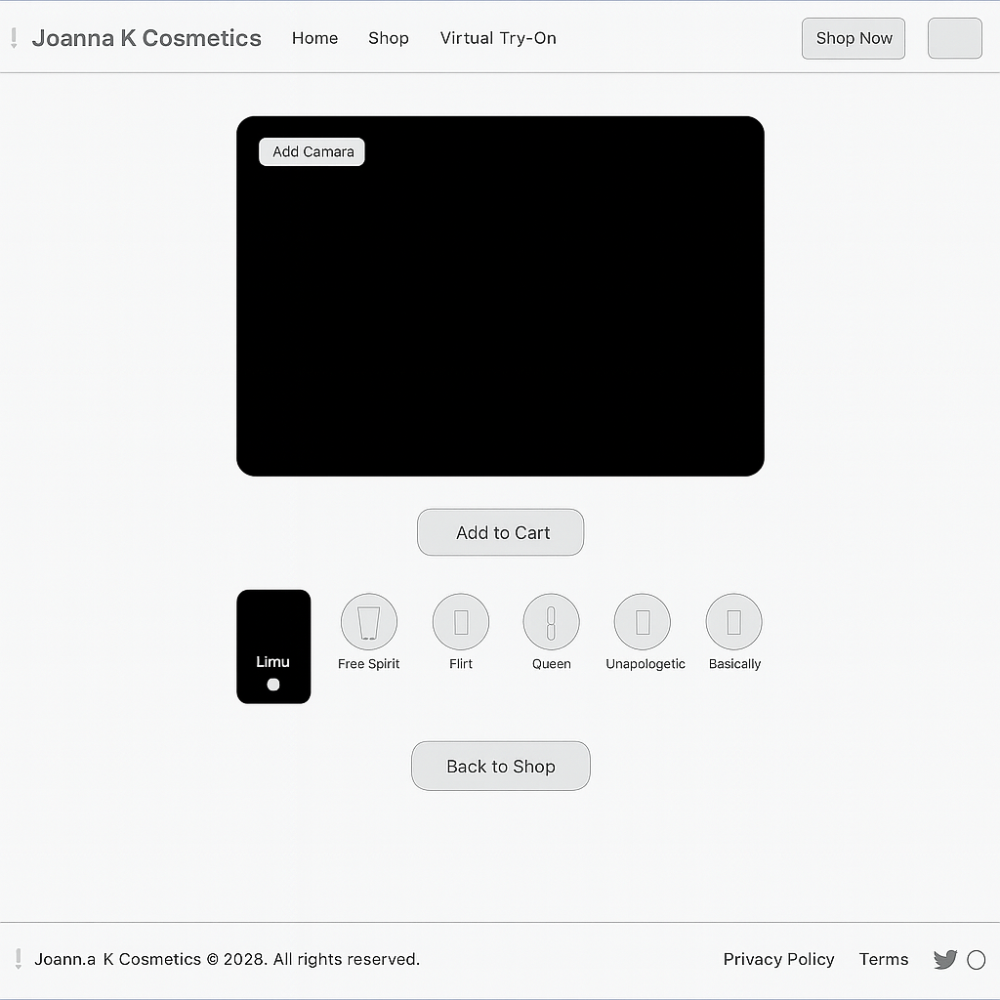 Joanna K Cosmetics Home Shop Virtual Try-On Shop Now
Add Camara
Add to Cart
Limu
Free Spirit Flirt Queen Unapologetic Basically
Back to Shop
Joann.a K Cosmetics © 2028. All rights reserved. Privacy Policy Terms